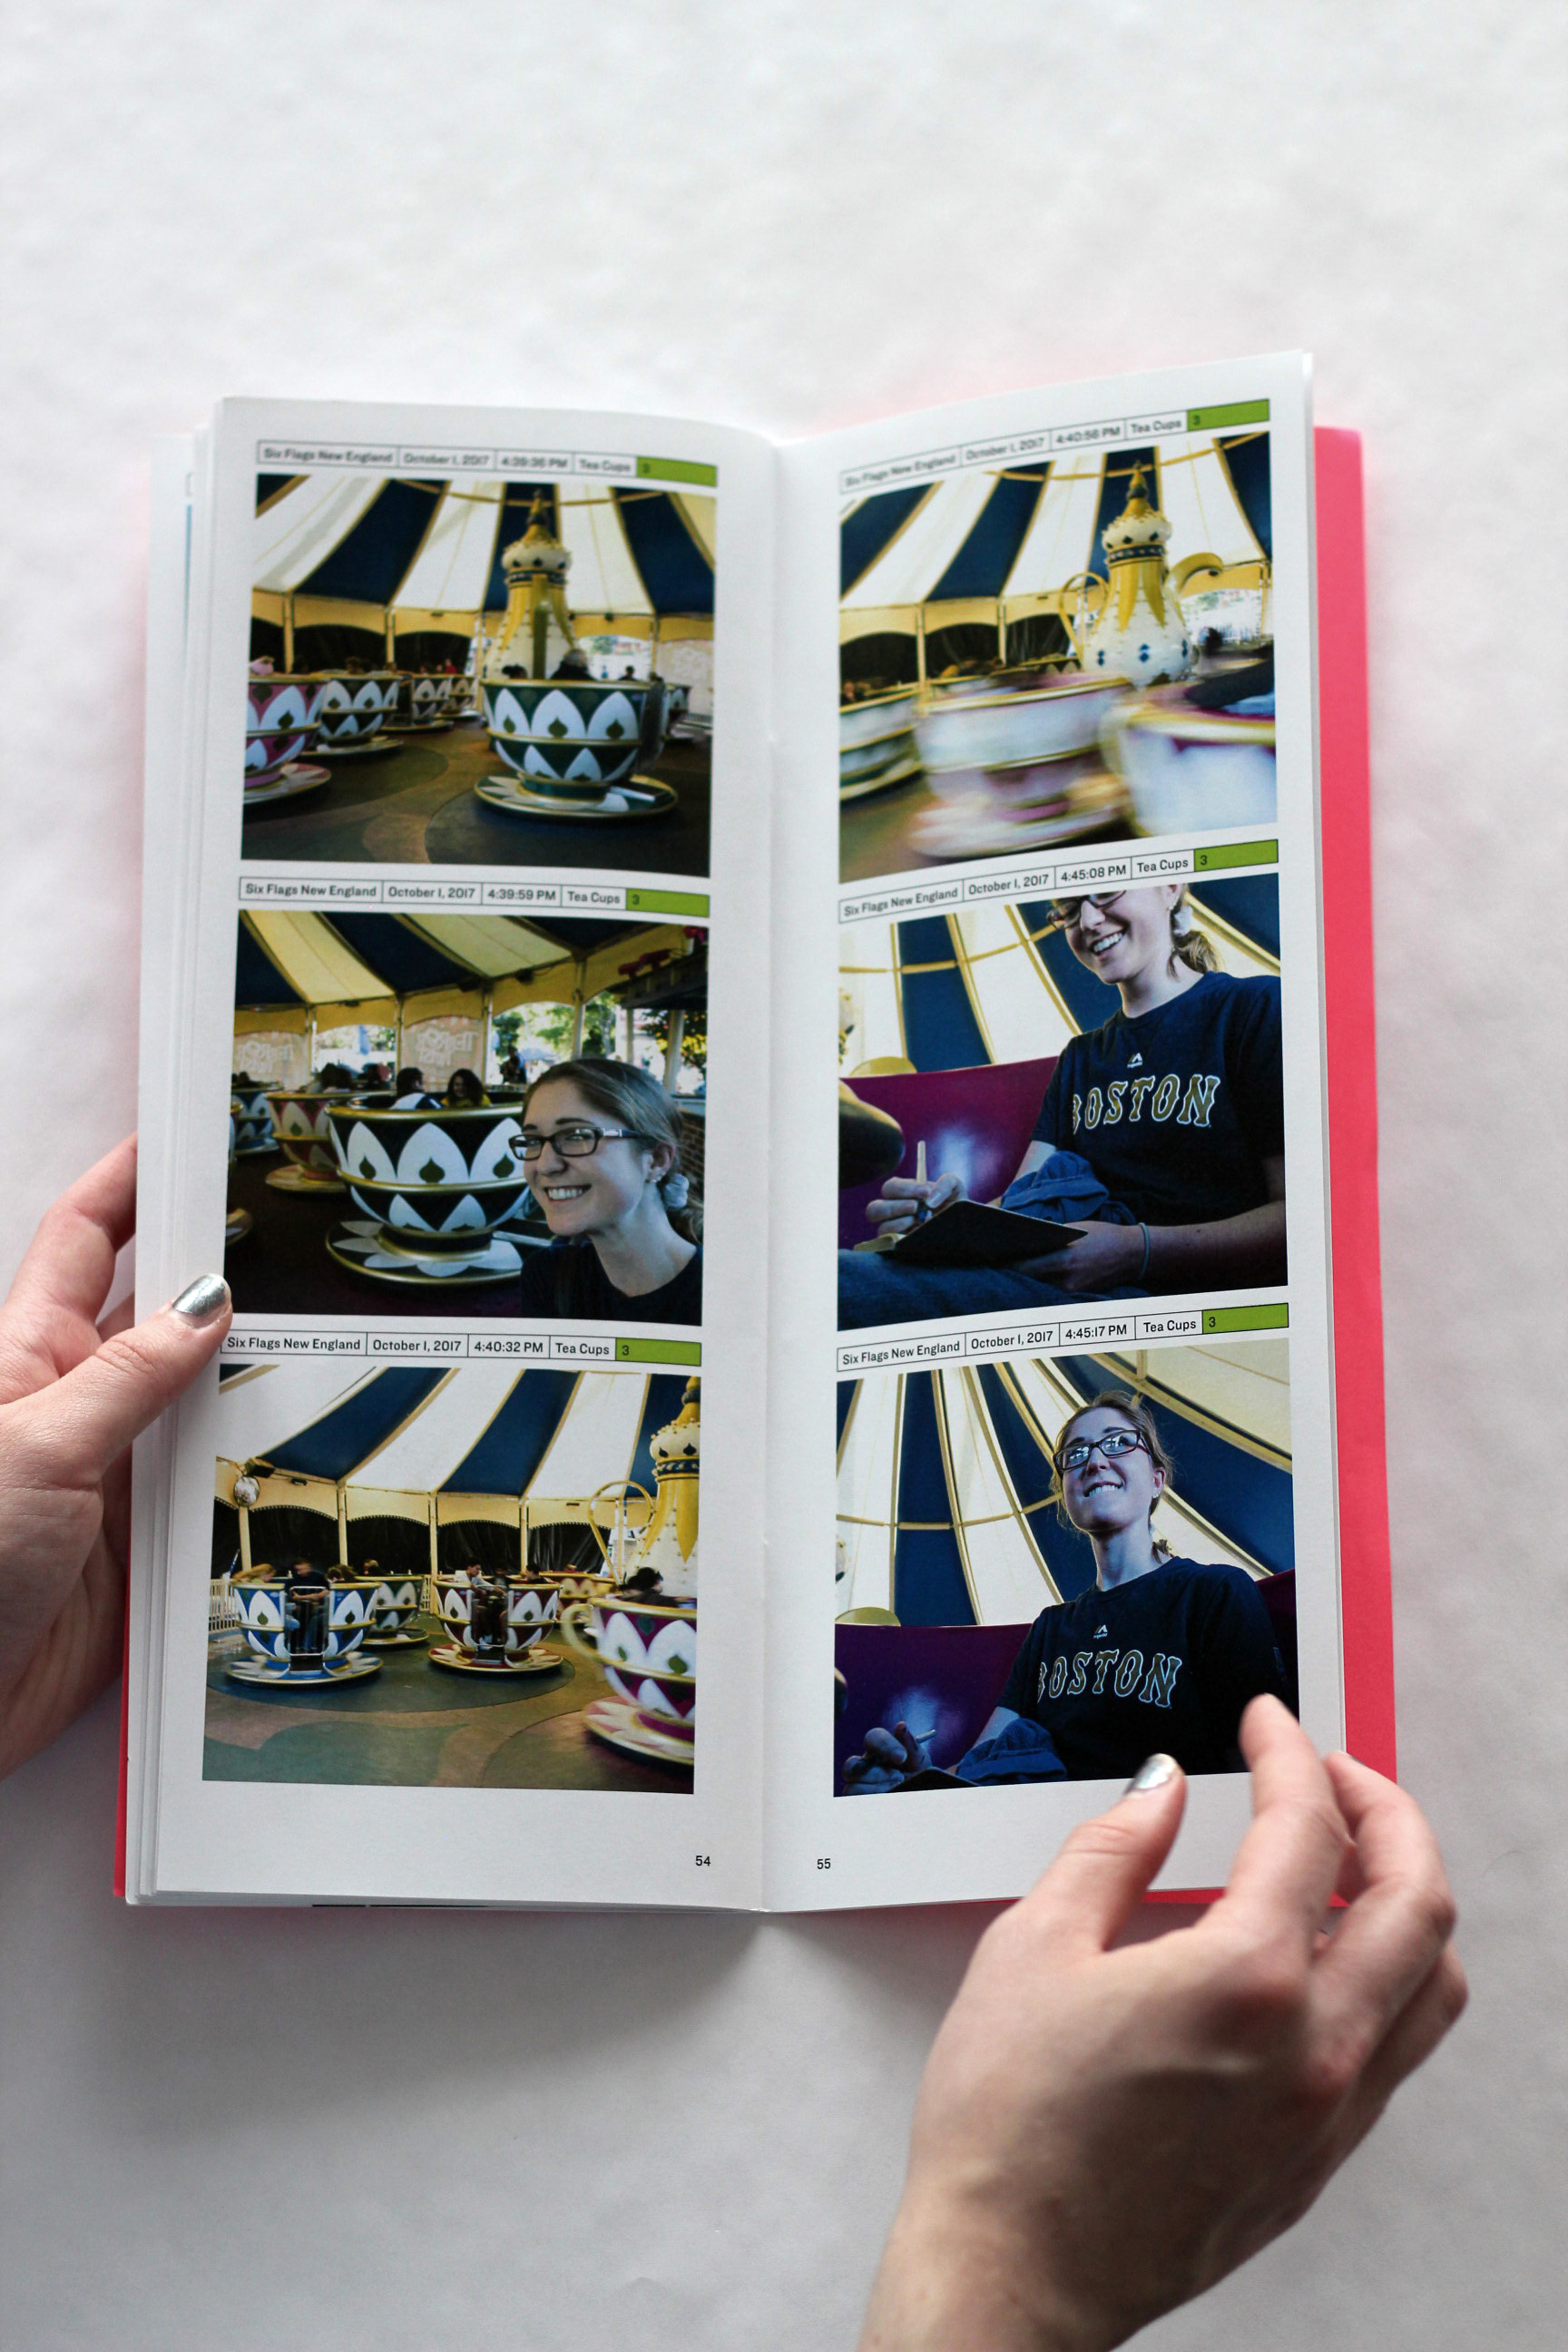 Six Flags New England October 1, 2017 4:39:36 PM Tea Cups 3
Six Flags New England October 1, 2017 4:39:59 PM Tea Cups 3
Six Flags New England October 1, 2017 4:40:32 PM Tea Cups 3
54
Six Flags New England October 1, 2017 4:40:56 PM Tea Cups 3
Six Flags New England October 1, 2017 4:45:08 PM Tea Cups 3
BOSTON
Six Flags New England October 1, 2017 4:45:17 PM Tea Cups 3
BOSTON
55